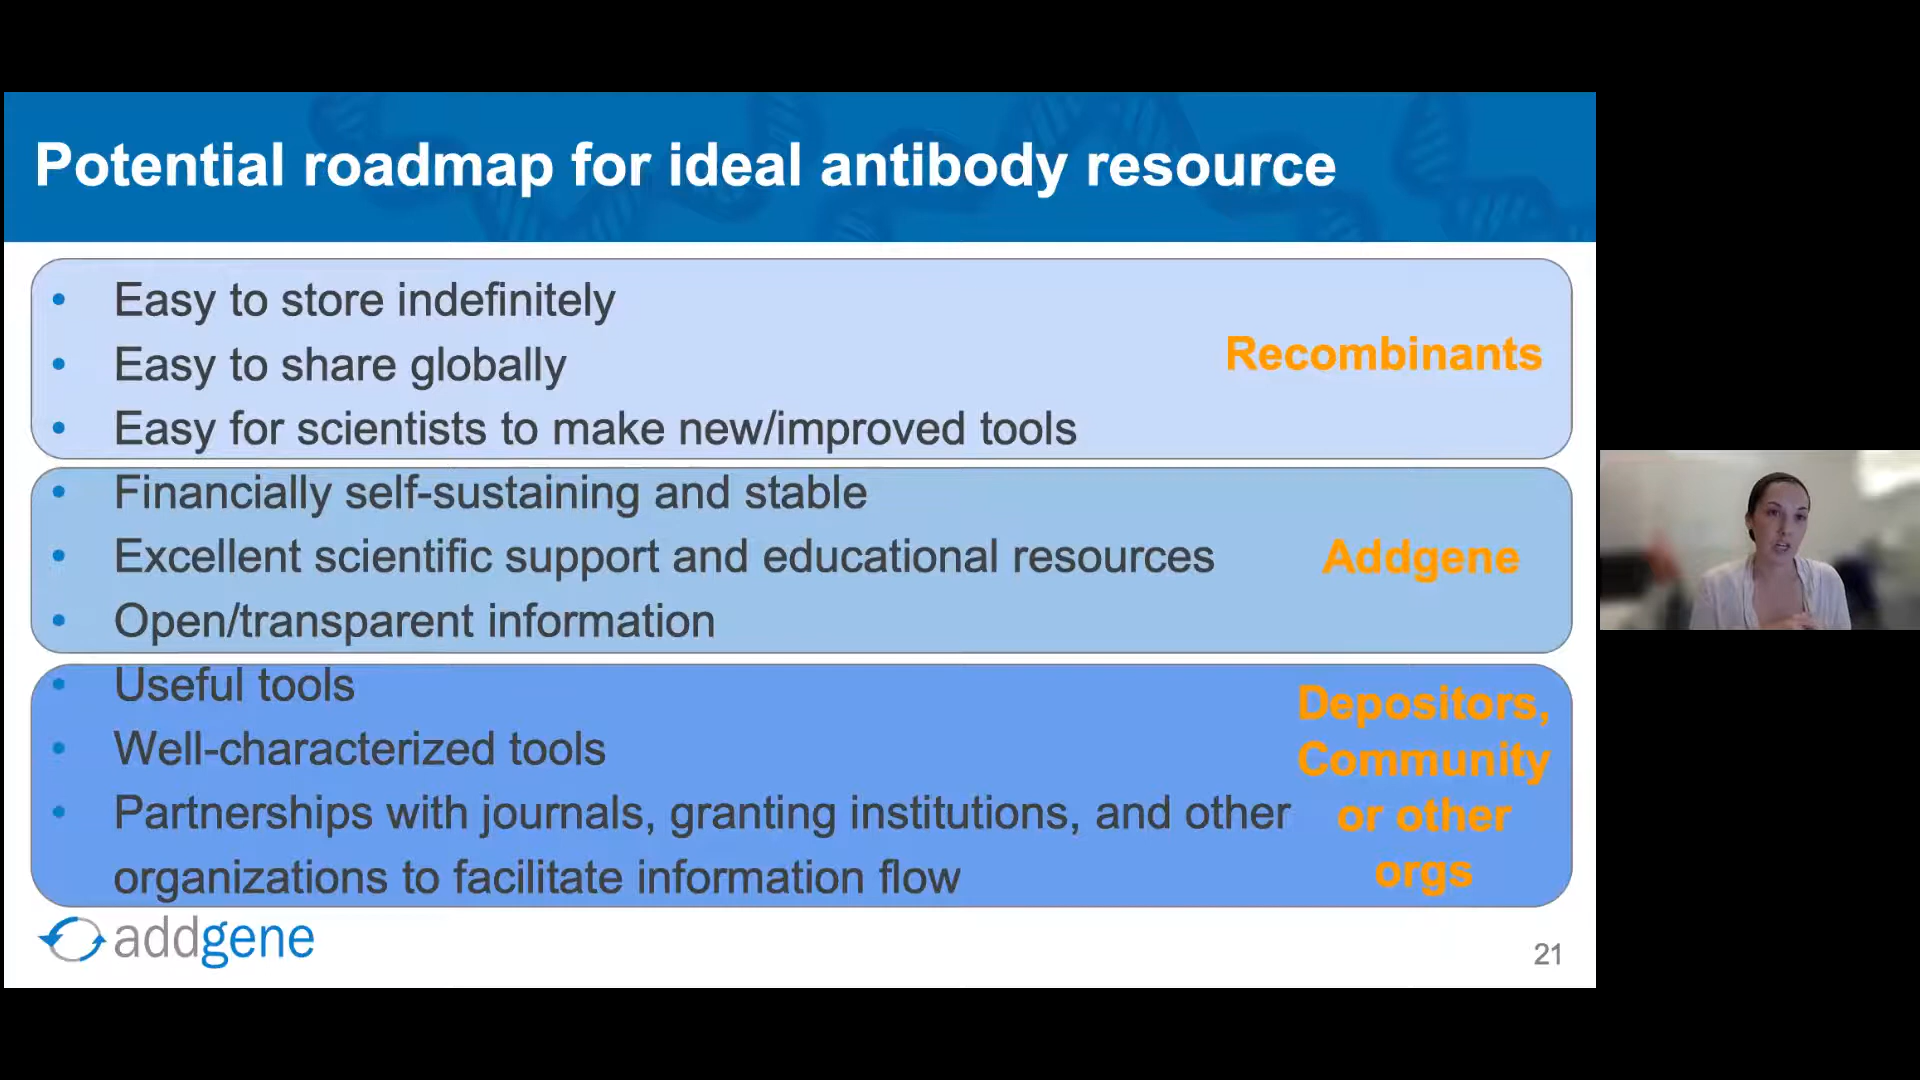 Potential roadmap for ideal antibody resource
• Easy to store indefinitely
• Easy to share globally
• Easy for scientists to make new/improved tools
Recombinants
• Financially self-sustaining and stable
• Excellent scientific support and educational resources
• Open/transparent information
Addgene
• Useful tools
• Well-characterized tools
• Partnerships with journals, granting institutions, and other
organizations to facilitate information flow
Depositors,
Community
or other
orgs
addgene
21